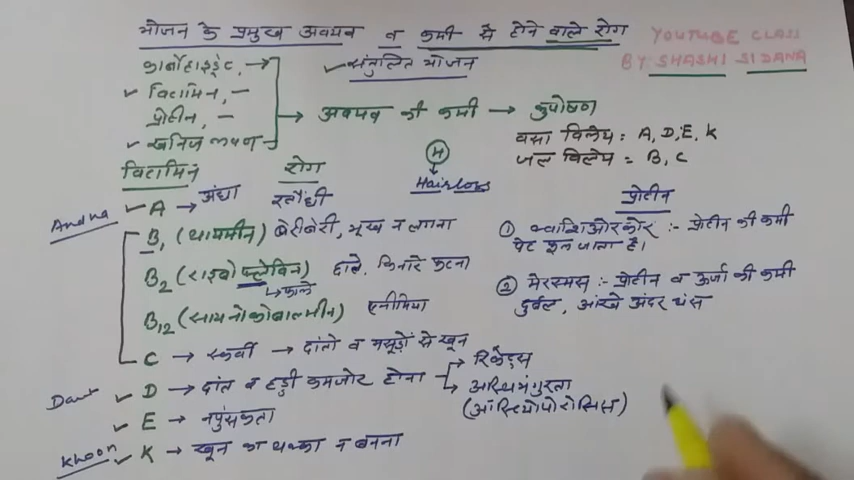 भोजन के प्रमुख अवयव व कमी से होने वाले रोग
YOUTUBE CLASS
BY: SHASHI SIDANA
कार्बोहाइड्रेट,
संतुलित भोजन
विटामिन, -
प्रोटीन, -
खनिज लवण
अवयव की कमी → कुपोषण
वसा विलेय : A, D, E, K
जल विलेय = B, C
H
Hairloss
विटामिन रोग
Andha A → अंधा रतौंधी
B1 (थायमीन) बेरीबेरी, भूख न लगना
B2 (राइबोफ्लेविन) छाले, किनारे कटना
→ छाले
B12 (सायनोकोबालमीन) एनीमिया
C → स्कर्वी → दांतो व मसूड़ों से खून
D → दांत व हड्डी कमजोर होना → रिकेट्स
→ अस्थिभंगुरता
(ऑस्टियोपोरोसिस)
E → नपुंसकता
Khoon K → खून का थक्का न बनना
प्रोटीन
① क्वाशिओरकोर :- प्रोटीन की कमी
पेट फूल जाता है।
② मेरस्मस :- प्रोटीन व ऊर्जा की कमी
दुर्बल, आंखे अंदर धंस